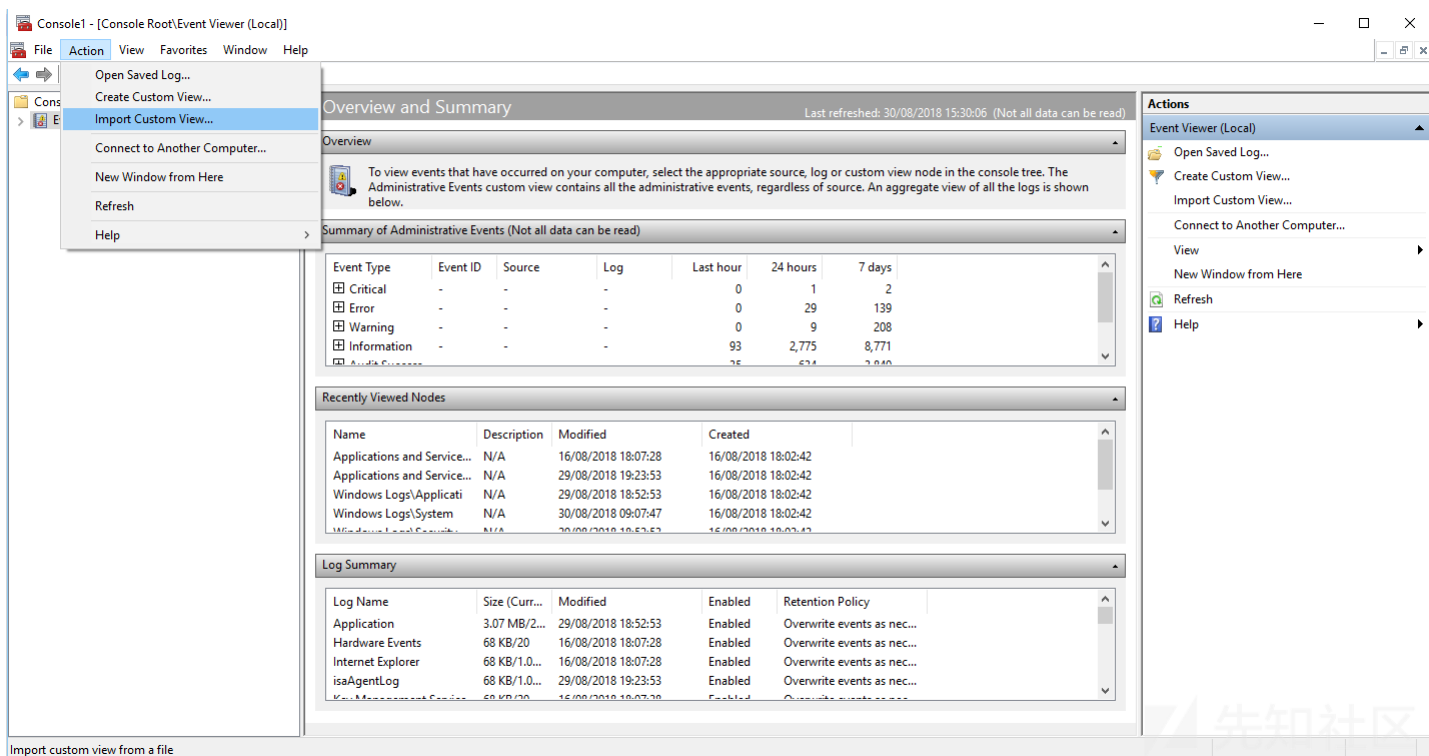 Console1 - [Console Root\Event Viewer (Local)]
File Action View Favorites Window Help
Open Saved Log...
Create Custom View...
Import Custom View...
Connect to Another Computer...
New Window from Here
Refresh
Help
Cons
E
Overview and Summary
Last refreshed: 30/08/2018 15:30:06 (Not all data can be read)
Overview
To view events that have occurred on your computer, select the appropriate source, log or custom view node in the console tree. The
Administrative Events custom view contains all the administrative events, regardless of source. An aggregate view of all the logs is shown
below.
Summary of Administrative Events (Not all data can be read)
Event Type Event ID Source Log Last hour 24 hours 7 days
Critical - - - 0 1 2
Error - - - 0 29 139
Warning - - - 0 9 208
Information - - - 93 2,775 8,771
Recently Viewed Nodes
Name Description Modified Created
Applications and Service... N/A 16/08/2018 18:07:28 16/08/2018 18:02:42
Applications and Service... N/A 29/08/2018 19:23:53 16/08/2018 18:02:42
Windows Logs\Applicati N/A 29/08/2018 18:52:53 16/08/2018 18:02:42
Windows Logs\System N/A 30/08/2018 09:07:47 16/08/2018 18:02:42
Log Summary
Log Name Size (Curr... Modified Enabled Retention Policy
Application 3.07 MB/2... 29/08/2018 18:52:53 Enabled Overwrite events as nec...
Hardware Events 68 KB/20 16/08/2018 18:07:28 Enabled Overwrite events as nec...
Internet Explorer 68 KB/1.0... 16/08/2018 18:07:28 Enabled Overwrite events as nec...
isaAgentLog 68 KB/1.0... 29/08/2018 19:23:53 Enabled Overwrite events as nec...
Actions
Event Viewer (Local)
Open Saved Log...
Create Custom View...
Import Custom View...
Connect to Another Computer...
View
New Window from Here
Refresh
Help
Import custom view from a file
先知社区